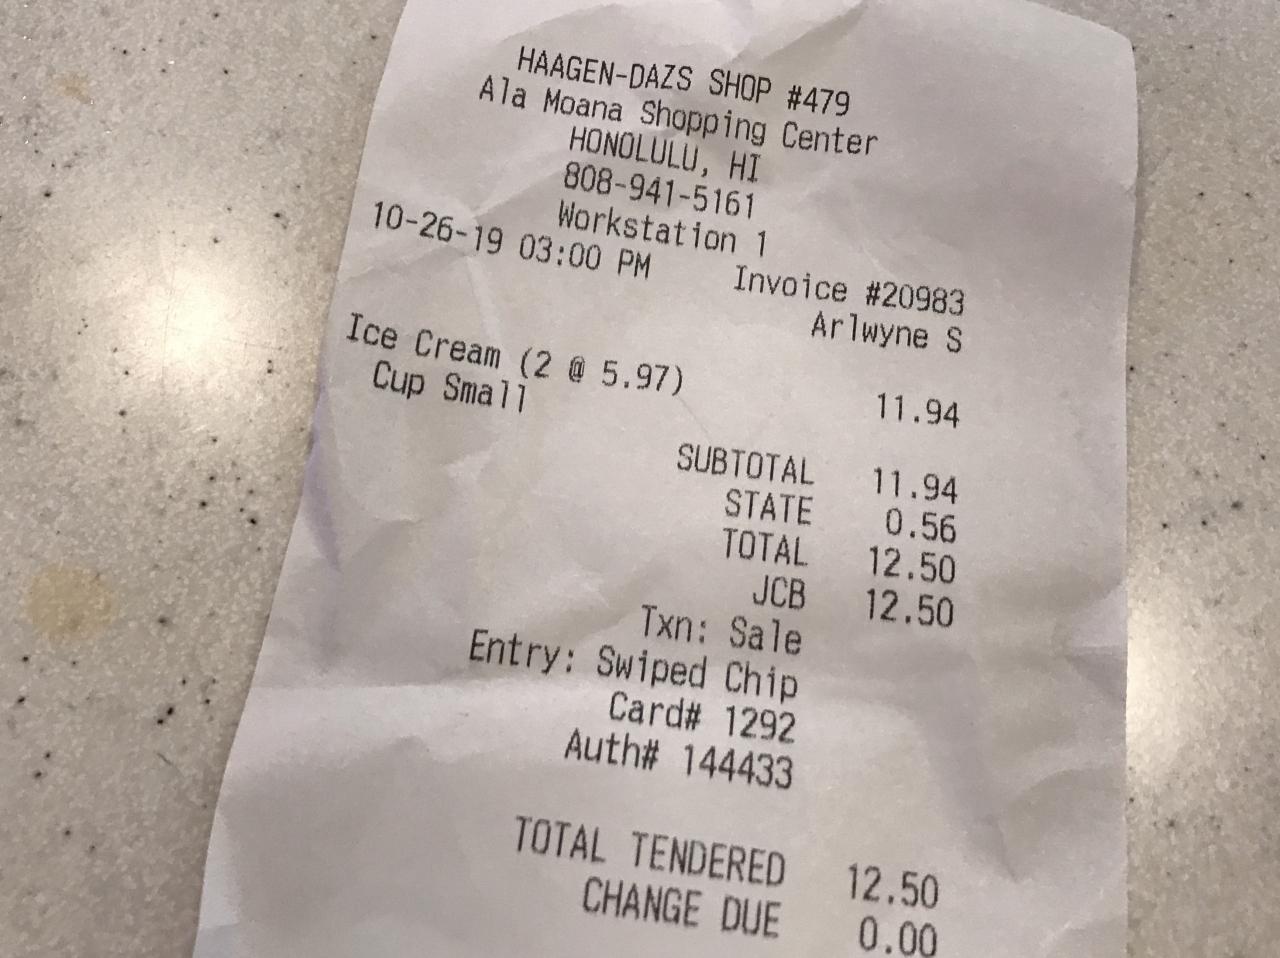 HAAGEN-DAZS SHOP #479
Ala Moana Shopping Center
HONOLULU, HI
808-941-5161
Workstation 1
10-26-19 03:00 PM Invoice #20983
Arlwyne S
Ice Cream (2 @ 5.97) 11.94
Cup Small
SUBTOTAL 11.94
STATE 0.56
TOTAL 12.50
JCB 12.50
Txn: Sale
Entry: Swiped Chip
Card# 1292
Auth# 144433
TOTAL TENDERED 12.50
CHANGE DUE 0.00